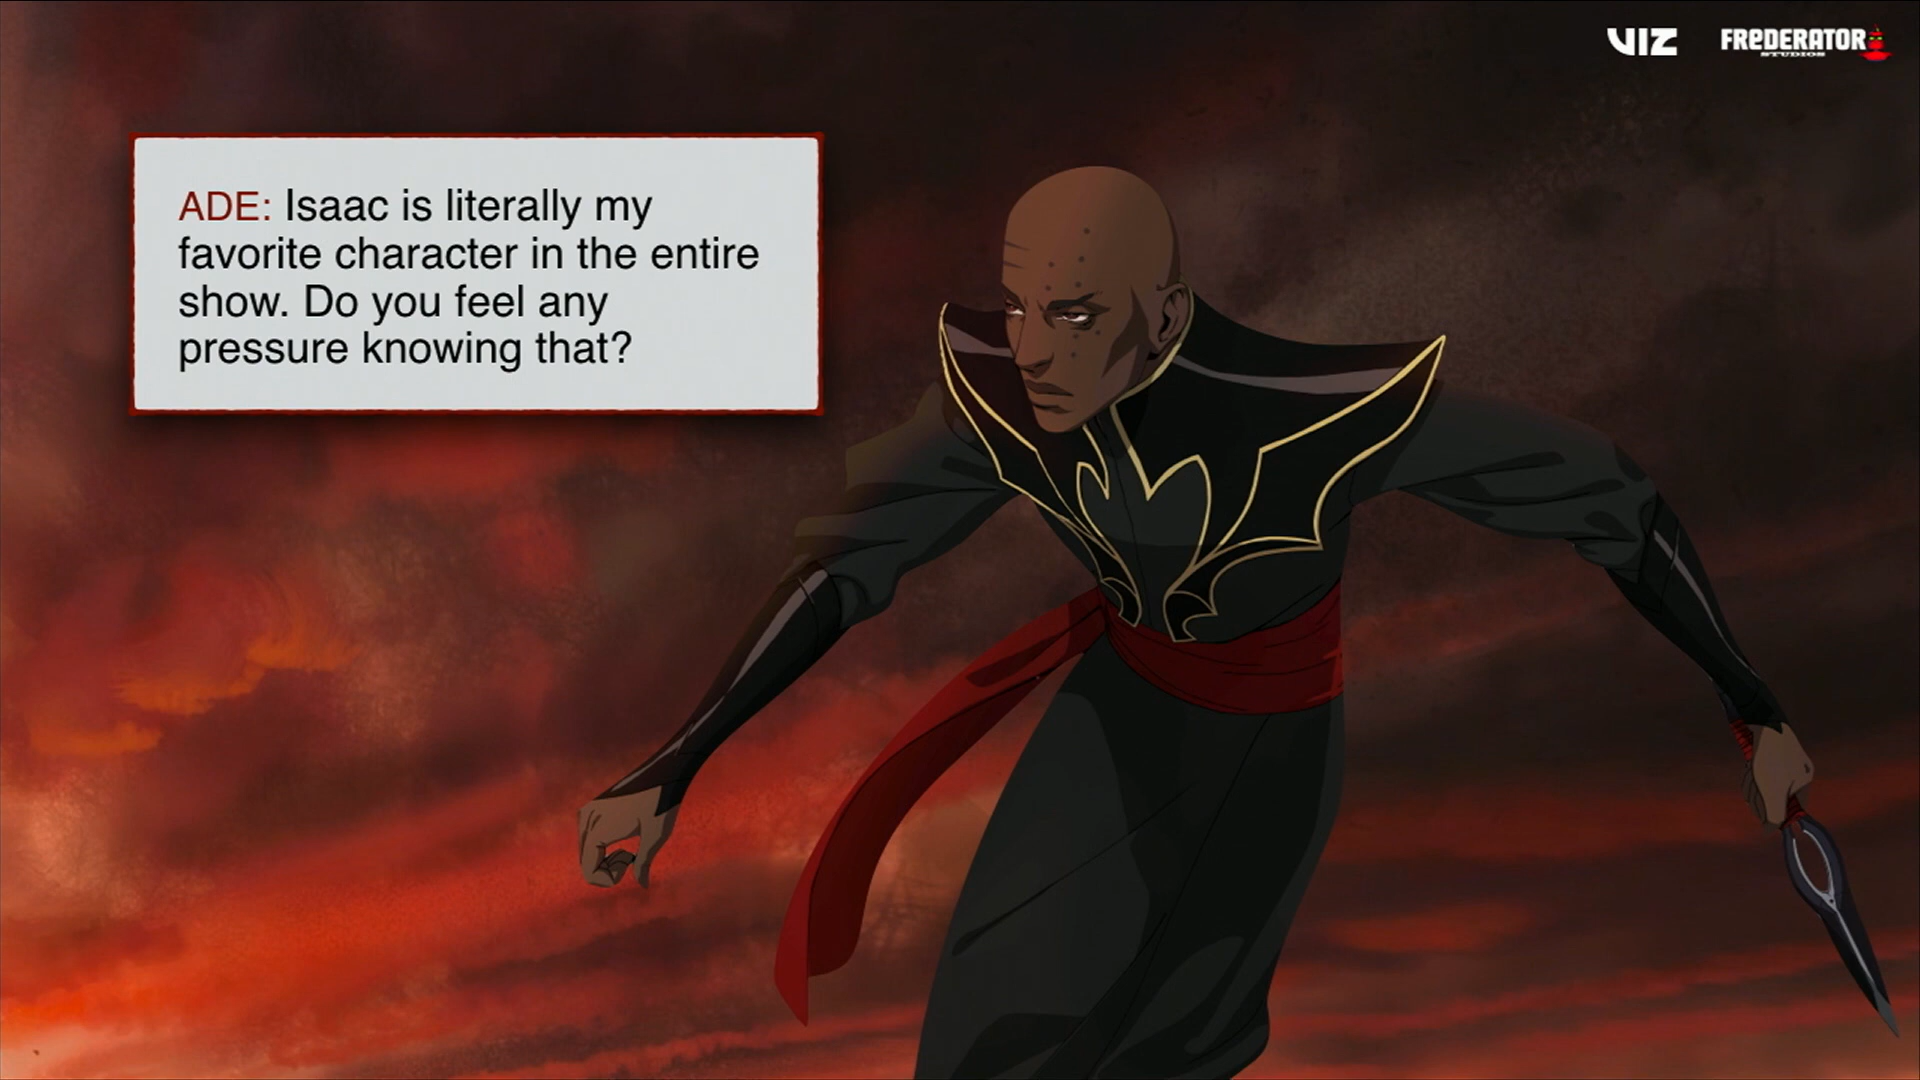 VIZ
FREDERATOR
STUDIOS
ADE: Isaac is literally my
favorite character in the entire
show. Do you feel any
pressure knowing that?